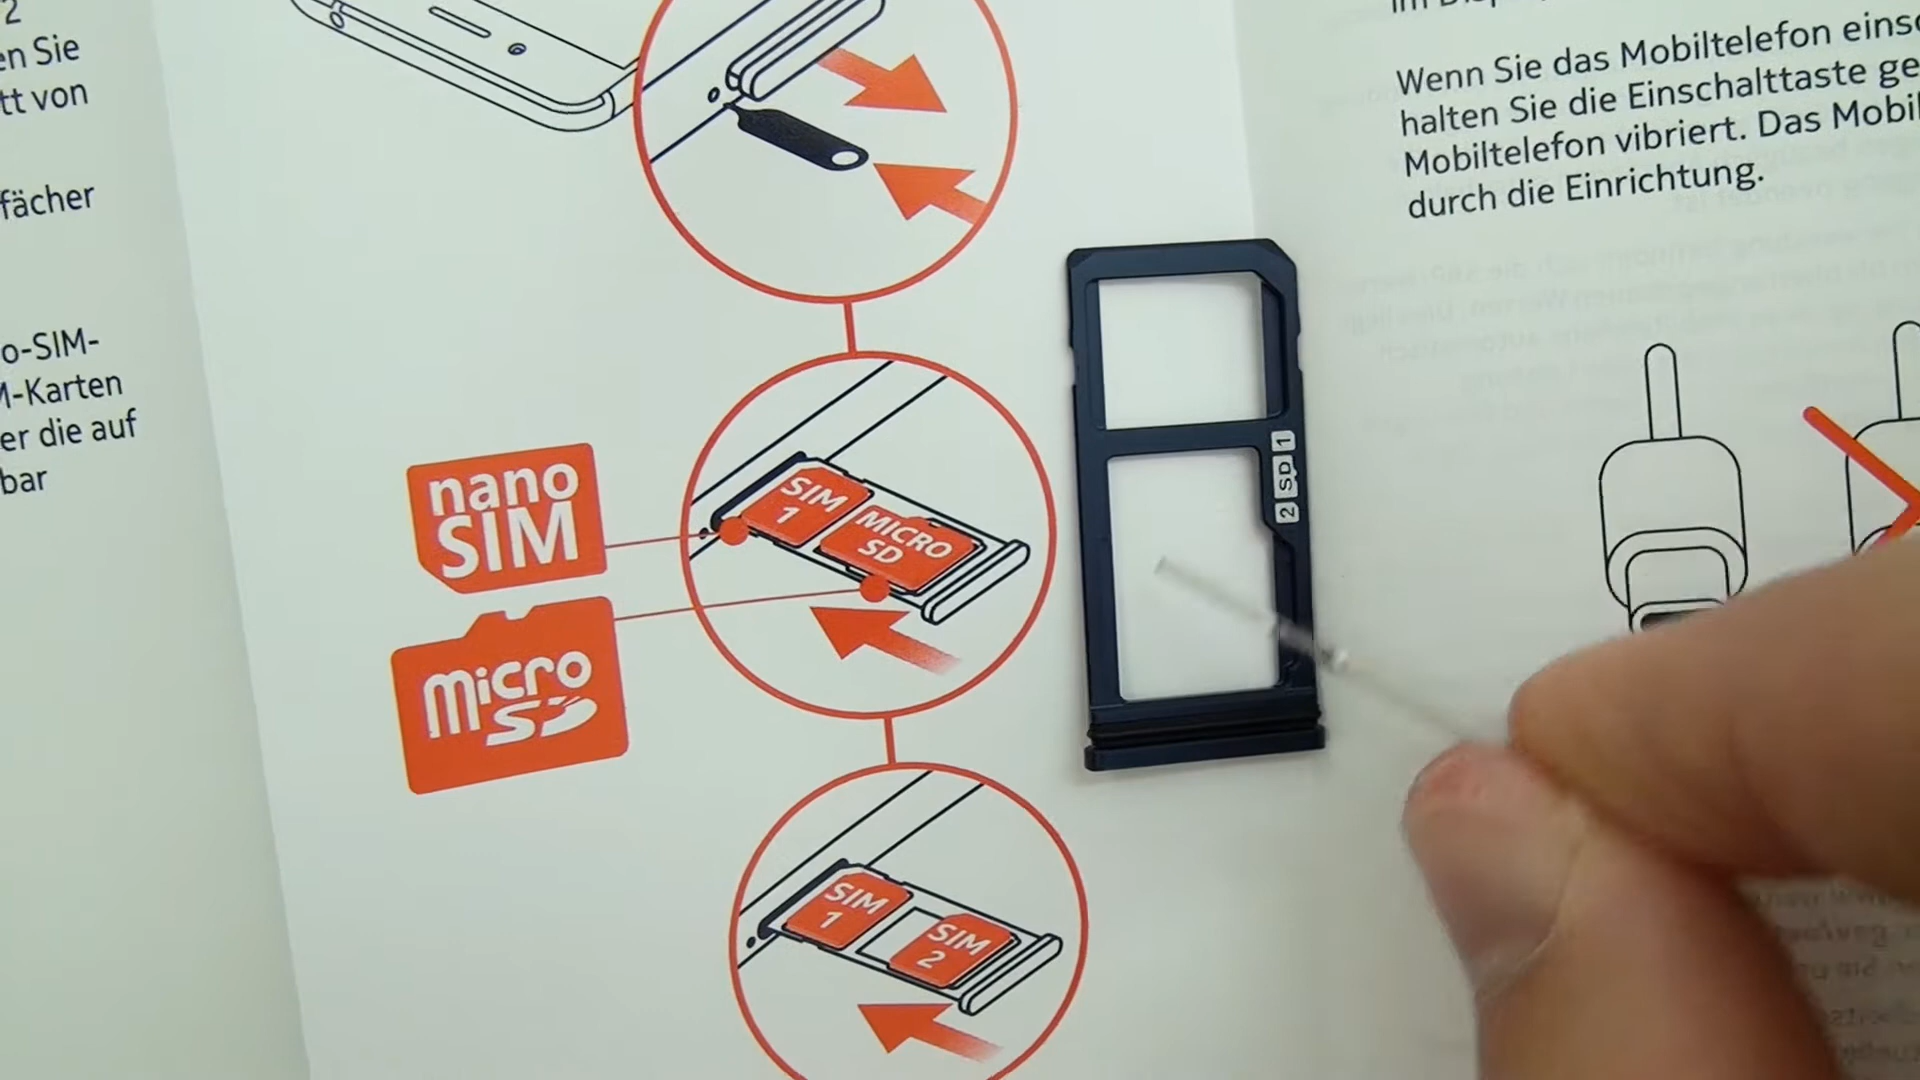 2
en Sie
tt von
fächer
o-SIM-
M-Karten
er die auf
bar
nano
SIM
micro
SD
SIM
1
MICRO
SD
SIM
1
SIM
2
1
SD
2
Wenn Sie das Mobiltelefon einsc
halten Sie die Einschalttaste ge
Mobiltelefon vibriert. Das Mobil
durch die Einrichtung.